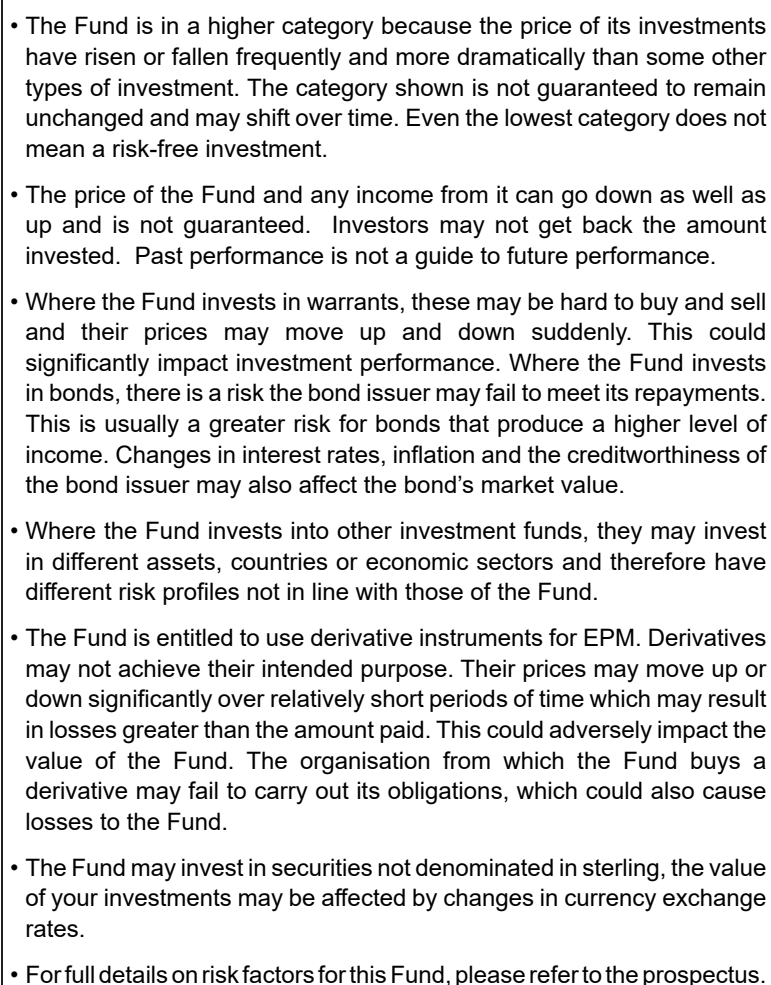 • The Fund is in a higher category because the price of its investments
have risen or fallen frequently and more dramatically than some other
types of investment. The category shown is not guaranteed to remain
unchanged and may shift over time. Even the lowest category does not
mean a risk-free investment.
• The price of the Fund and any income from it can go down as well as
up and is not guaranteed. Investors may not get back the amount
invested. Past performance is not a guide to future performance.
• Where the Fund invests in warrants, these may be hard to buy and sell
and their prices may move up and down suddenly. This could
significantly impact investment performance. Where the Fund invests
in bonds, there is a risk the bond issuer may fail to meet its repayments.
This is usually a greater risk for bonds that produce a higher level of
income. Changes in interest rates, inflation and the creditworthiness of
the bond issuer may also affect the bond’s market value.
• Where the Fund invests into other investment funds, they may invest
in different assets, countries or economic sectors and therefore have
different risk profiles not in line with those of the Fund.
• The Fund is entitled to use derivative instruments for EPM. Derivatives
may not achieve their intended purpose. Their prices may move up or
down significantly over relatively short periods of time which may result
in losses greater than the amount paid. This could adversely impact the
value of the Fund. The organisation from which the Fund buys a
derivative may fail to carry out its obligations, which could also cause
losses to the Fund.
• The Fund may invest in securities not denominated in sterling, the value
of your investments may be affected by changes in currency exchange
rates.
• For full details on risk factors for this Fund, please refer to the prospectus.